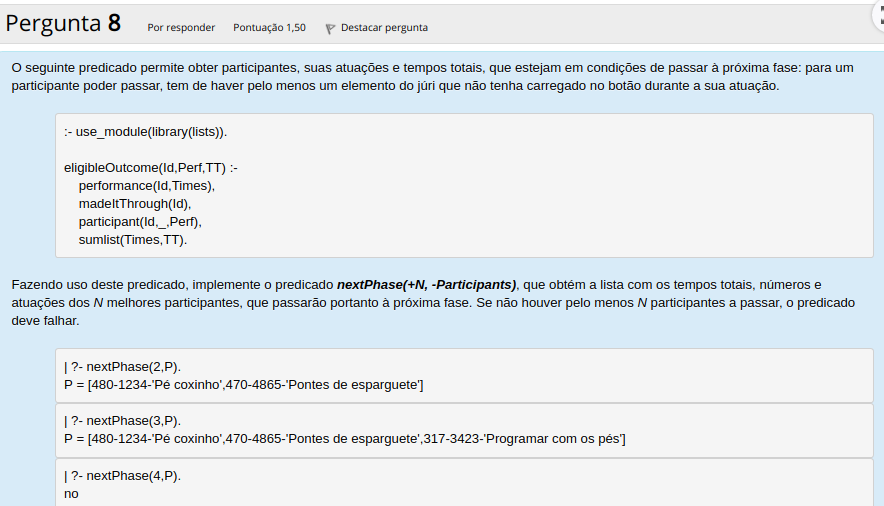 Pergunta 8 Por responder Pontuação 1,50 Destacar pergunta
O seguinte predicado permite obter participantes, suas atuações e tempos totais, que estejam em condições de passar à próxima fase: para um
participante poder passar, tem de haver pelo menos um elemento do júri que não tenha carregado no botão durante a sua atuação.
:- use_module(library(lists)).
eligibleOutcome(Id,Perf,TT) :-
performance(Id,Times),
madeItThrough(Id),
participant(Id,_,Perf),
sumlist(Times,TT).
Fazendo uso deste predicado, implemente o predicado nextPhase(+N, -Participants), que obtém a lista com os tempos totais, números e
atuações dos N melhores participantes, que passarão portanto à próxima fase. Se não houver pelo menos N participantes a passar, o predicado
deve falhar.
| ?- nextPhase(2,P).
P = [480-1234-'Pé coxinho',470-4865-'Pontes de esparguete']
| ?- nextPhase(3,P).
P = [480-1234-'Pé coxinho',470-4865-'Pontes de esparguete',317-3423-'Programar com os pés']
| ?- nextPhase(4,P).
no